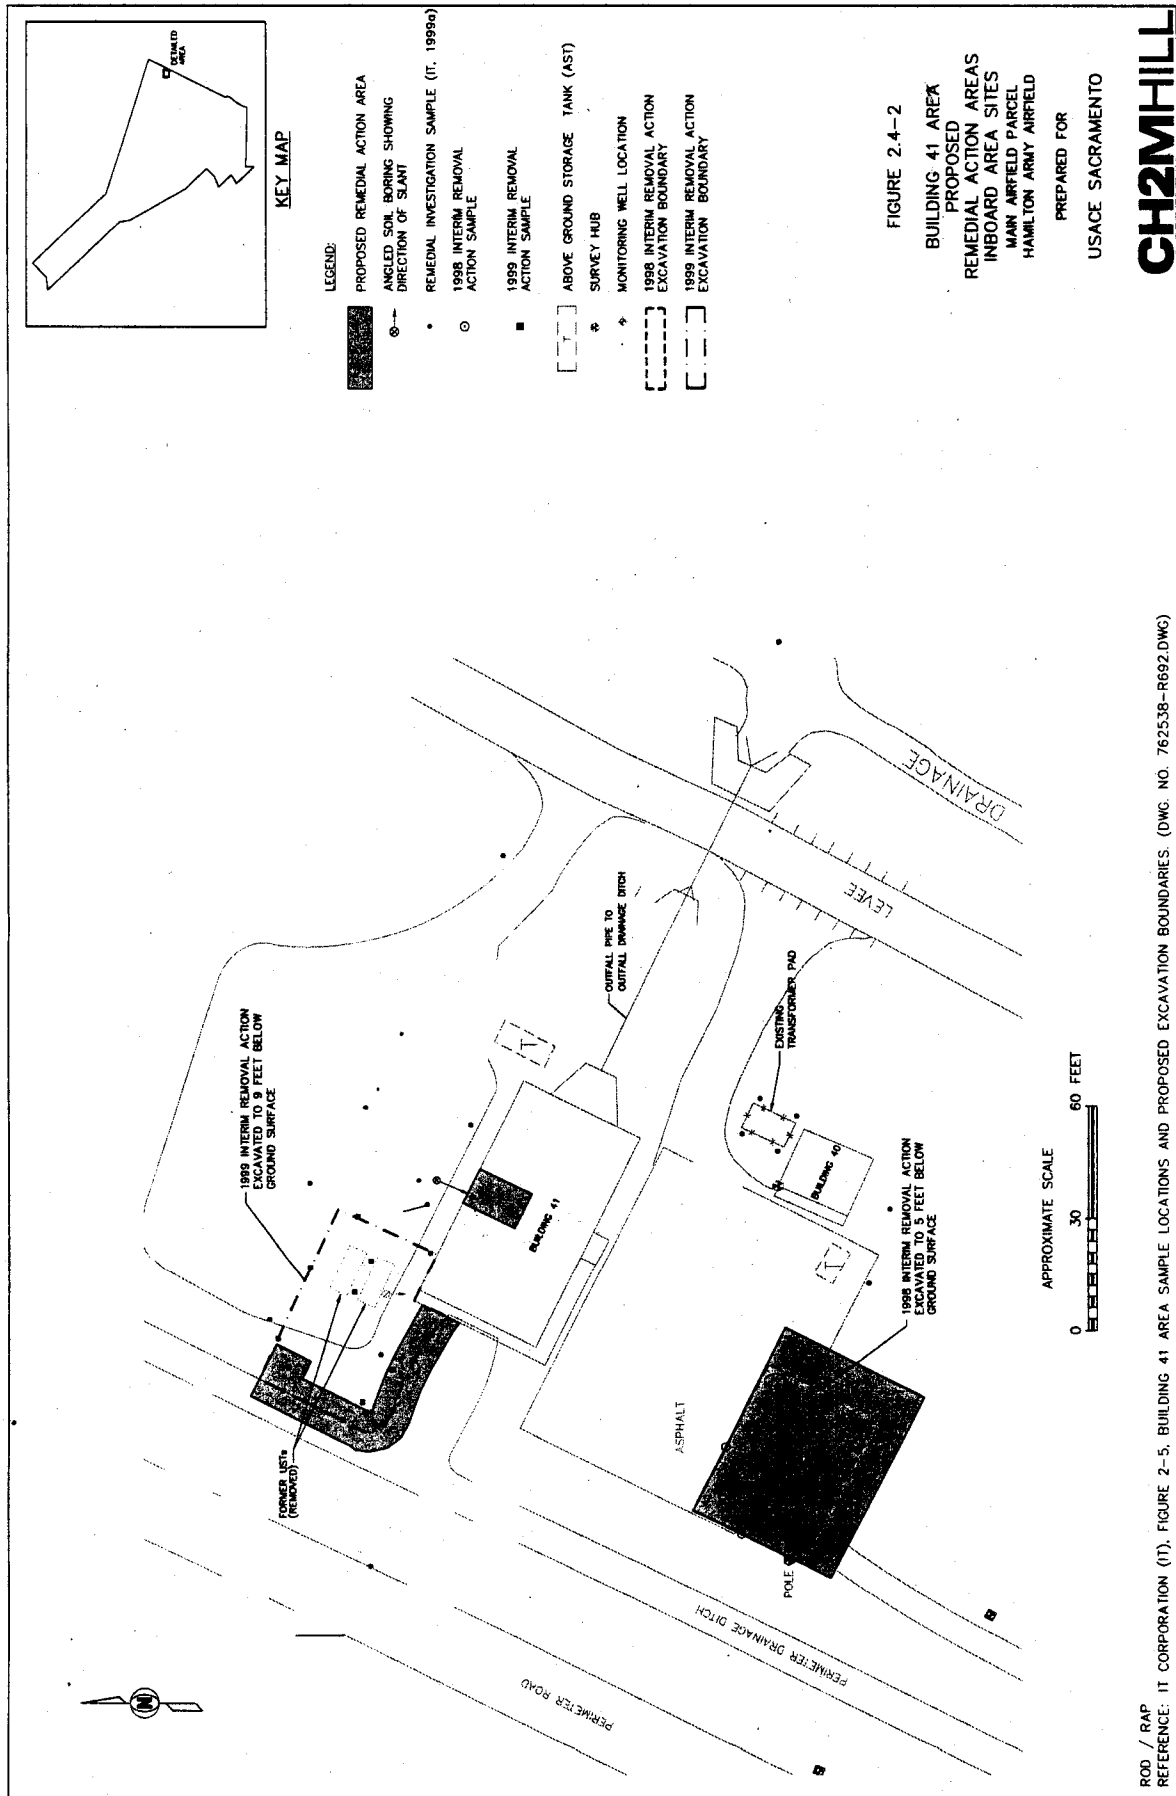 DETAILED
AREA
KEY MAP
LEGEND:
PROPOSED REMEDIAL ACTION AREA
ANGLED SOIL BORING SHOWING
DIRECTION OF SLANT
REMEDIAL INVESTIGATION SAMPLE (IT, 1999a)
1998 INTERIM REMOVAL
ACTION SAMPLE
1999 INTERIM REMOVAL
ACTION SAMPLE
T
ABOVE GROUND STORAGE TANK (AST)
SURVEY HUB
MONITORING WELL LOCATION
1998 INTERIM REMOVAL ACTION
EXCAVATION BOUNDARY
1999 INTERIM REMOVAL ACTION
EXCAVATION BOUNDARY
1999 INTERIM REMOVAL ACTION
EXCAVATED TO 9 FEET BELOW
GROUND SURFACE
FORMER USTs
(REMOVED)
T
BUILDING 41
OUTFALL PIPE TO
OUTFALL DRAINAGE DITCH
EXISTING
TRANSFORMER PAD
BUILDING 40
T
1998 INTERIM REMOVAL ACTION
EXCAVATED TO 5 FEET BELOW
GROUND SURFACE
ASPHALT
POLE
PERIMETER DRAINAGE DITCH
PERIMETER ROAD
LEVEE
DRAINAGE
N
APPROXIMATE SCALE
0 30 60 FEET
FIGURE 2.4-2
BUILDING 41 AREA
PROPOSED
REMEDIAL ACTION AREAS
INBOARD AREA SITES
MAIN AIRFIELD PARCEL
HAMILTON ARMY AIRFIELD
PREPARED FOR
USACE SACRAMENTO
CH2MHILL
ROD / RAP
REFERENCE: IT CORPORATION (IT), FIGURE 2-5, BUILDING 41 AREA SAMPLE LOCATIONS AND PROPOSED EXCAVATION BOUNDARIES. (DWG. NO. 762538-R692.DWG)